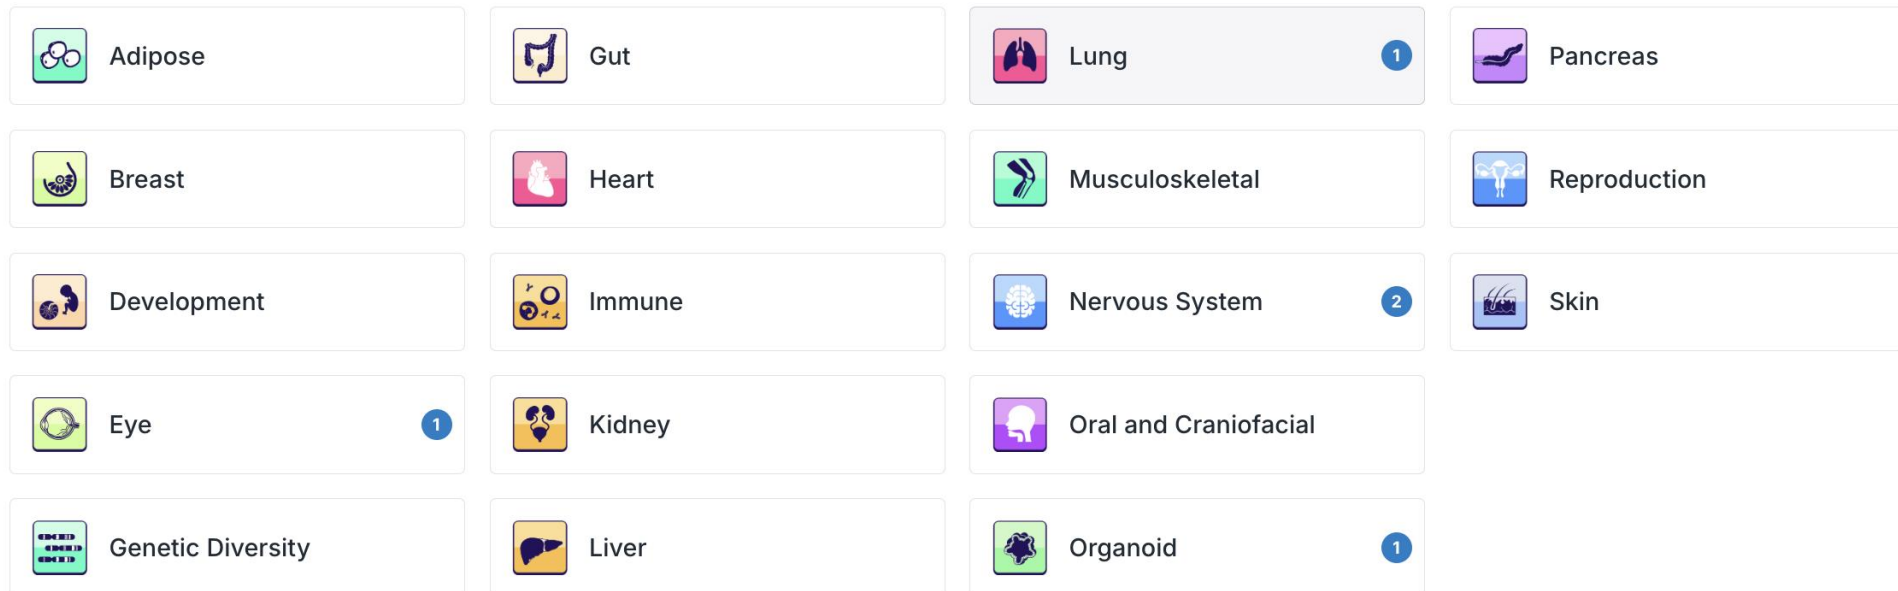 Adipose
Gut
Lung
1
Pancreas
Breast
Heart
Musculoskeletal
Reproduction
Development
Immune
Nervous System
2
Skin
Eye
1
Kidney
Oral and Craniofacial
Genetic Diversity
Liver
Organoid
1